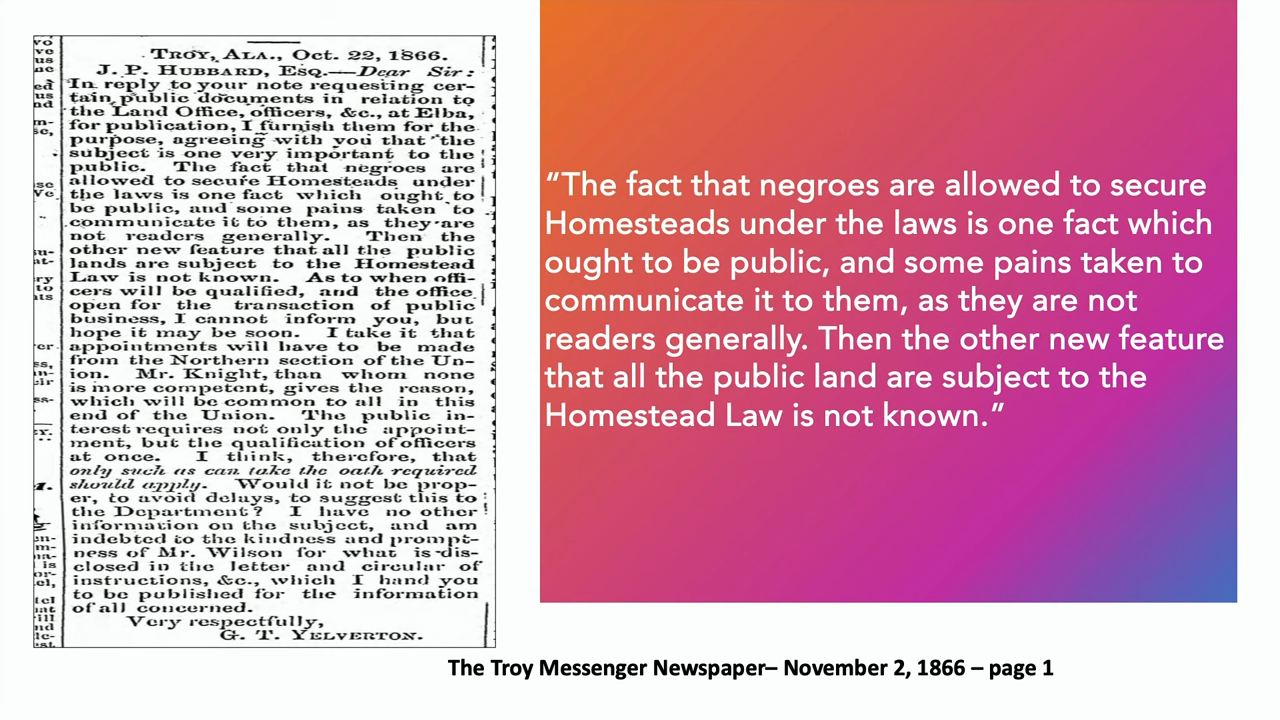 TROY, ALA., Oct. 22, 1866.
J. P. HUBBARD, ESQ.—Dear Sir:
In reply to your note requesting cer-
tain public documents in relation to
the Land Office, officers, &c., at Elba,
for publication, I furnish them for the
purpose, agreeing with you that the
subject is one very important to the
public. The fact that negroes are
allowed to secure Homesteads under
the laws is one fact which ought to
be public, and some pains taken to
communicate it to them, as they are
not readers generally. Then the
other new feature that all the public
lands are subject to the Homestead
Law is not known. As to when offi-
cers will be qualified, and the office
open for the transaction of public
business, I cannot inform you, but
hope it may be soon. I take it that
appointments will have to be made
from the Northern section of the Un-
ion. Mr. Knight, than whom none
is more competent, gives the reason,
which will be common to all in this
end of the Union. The public in-
terest requires not only the appoint-
ment, but the qualification of officers
at once. I think, therefore, that
only such as can take the oath required
should apply. Would it not be prop-
er, to avoid delays, to suggest this to
the Department? I have no other
information on the subject, and am
indebted to the kindness and prompt-
ness of Mr. Wilson for what is dis-
closed in the letter and circular of
instructions, &c., which I hand you
to be published for the information
of all concerned.
Very respectfully,
G. T. YELVERTON.
“The fact that negroes are allowed to secure
Homesteads under the laws is one fact which
ought to be public, and some pains taken to
communicate it to them, as they are not
readers generally. Then the other new feature
that all the public land are subject to the
Homestead Law is not known.”
The Troy Messenger Newspaper– November 2, 1866 – page 1